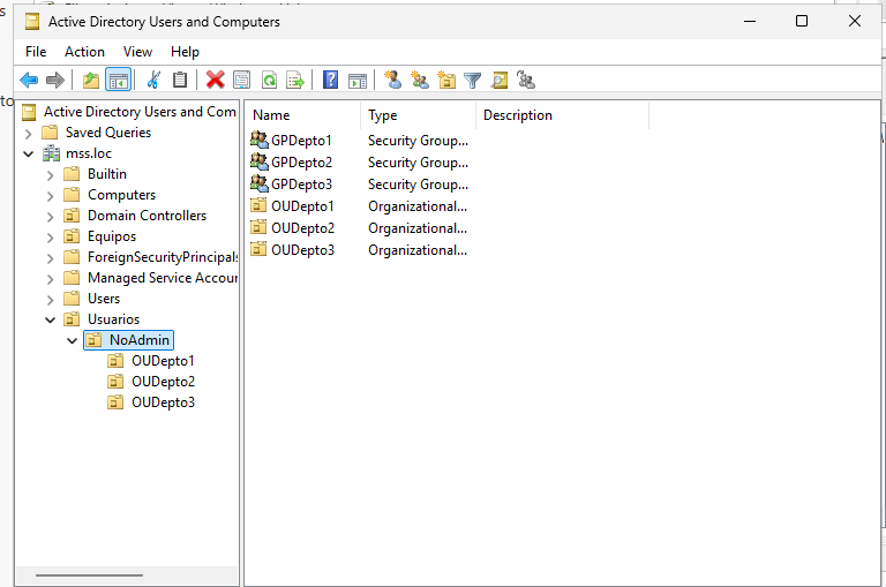 Active Directory Users and Computers
File Action View Help
Active Directory Users and Com
Saved Queries
mss.loc
Builtin
Computers
Domain Controllers
Equipos
ForeignSecurityPrincipals
Managed Service Accour
Users
Usuarios
NoAdmin
OUDepto1
OUDepto2
OUDepto3
Name Type Description
GPDepto1 Security Group...
GPDepto2 Security Group...
GPDepto3 Security Group...
OUDepto1 Organizational...
OUDepto2 Organizational...
OUDepto3 Organizational...